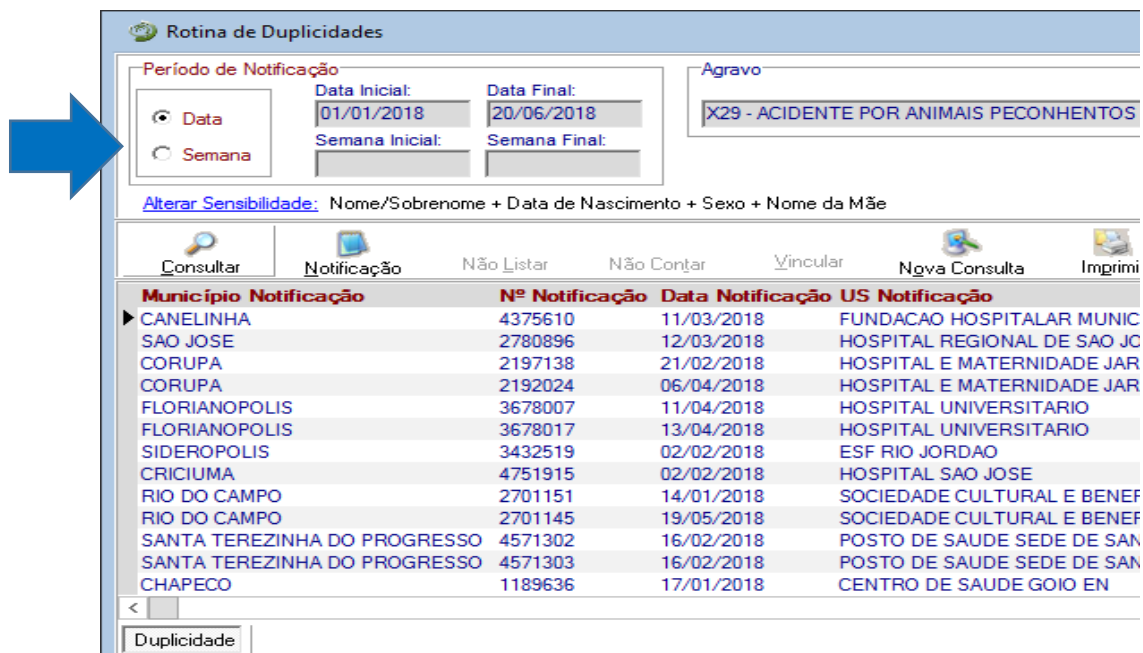 Rotina de Duplicidades
Período de Notificação
Agravo
Data Inicial: Data Final:
Data 01/01/2018 20/06/2018
X29 - ACIDENTE POR ANIMAIS PECONHENTOS
Semana Inicial: Semana Final:
Semana
Alterar Sensibilidade: Nome/Sobrenome + Data de Nascimento + Sexo + Nome da Mãe
Consultar Notificação Não Listar Não Contar Vincular Nova Consulta Imprimi
Município Notificação Nº Notificação Data Notificação US Notificação
CANELINHA 4375610 11/03/2018 FUNDACAO HOSPITALAR MUNIC
SAO JOSE 2780896 12/03/2018 HOSPITAL REGIONAL DE SAO JO
CORUPA 2197138 21/02/2018 HOSPITAL E MATERNIDADE JAR
CORUPA 2192024 06/04/2018 HOSPITAL E MATERNIDADE JAR
FLORIANOPOLIS 3678007 11/04/2018 HOSPITAL UNIVERSITARIO
FLORIANOPOLIS 3678017 13/04/2018 HOSPITAL UNIVERSITARIO
SIDEROPOLIS 3432519 02/02/2018 ESF RIO JORDAO
CRICIUMA 4751915 02/02/2018 HOSPITAL SAO JOSE
RIO DO CAMPO 2701151 14/01/2018 SOCIEDADE CULTURAL E BENEF
RIO DO CAMPO 2701145 19/05/2018 SOCIEDADE CULTURAL E BENEF
SANTA TEREZINHA DO PROGRESSO 4571302 16/02/2018 POSTO DE SAUDE SEDE DE SAN
SANTA TEREZINHA DO PROGRESSO 4571303 16/02/2018 POSTO DE SAUDE SEDE DE SAN
CHAPECO 1189636 17/01/2018 CENTRO DE SAUDE GOIO EN
Duplicidade